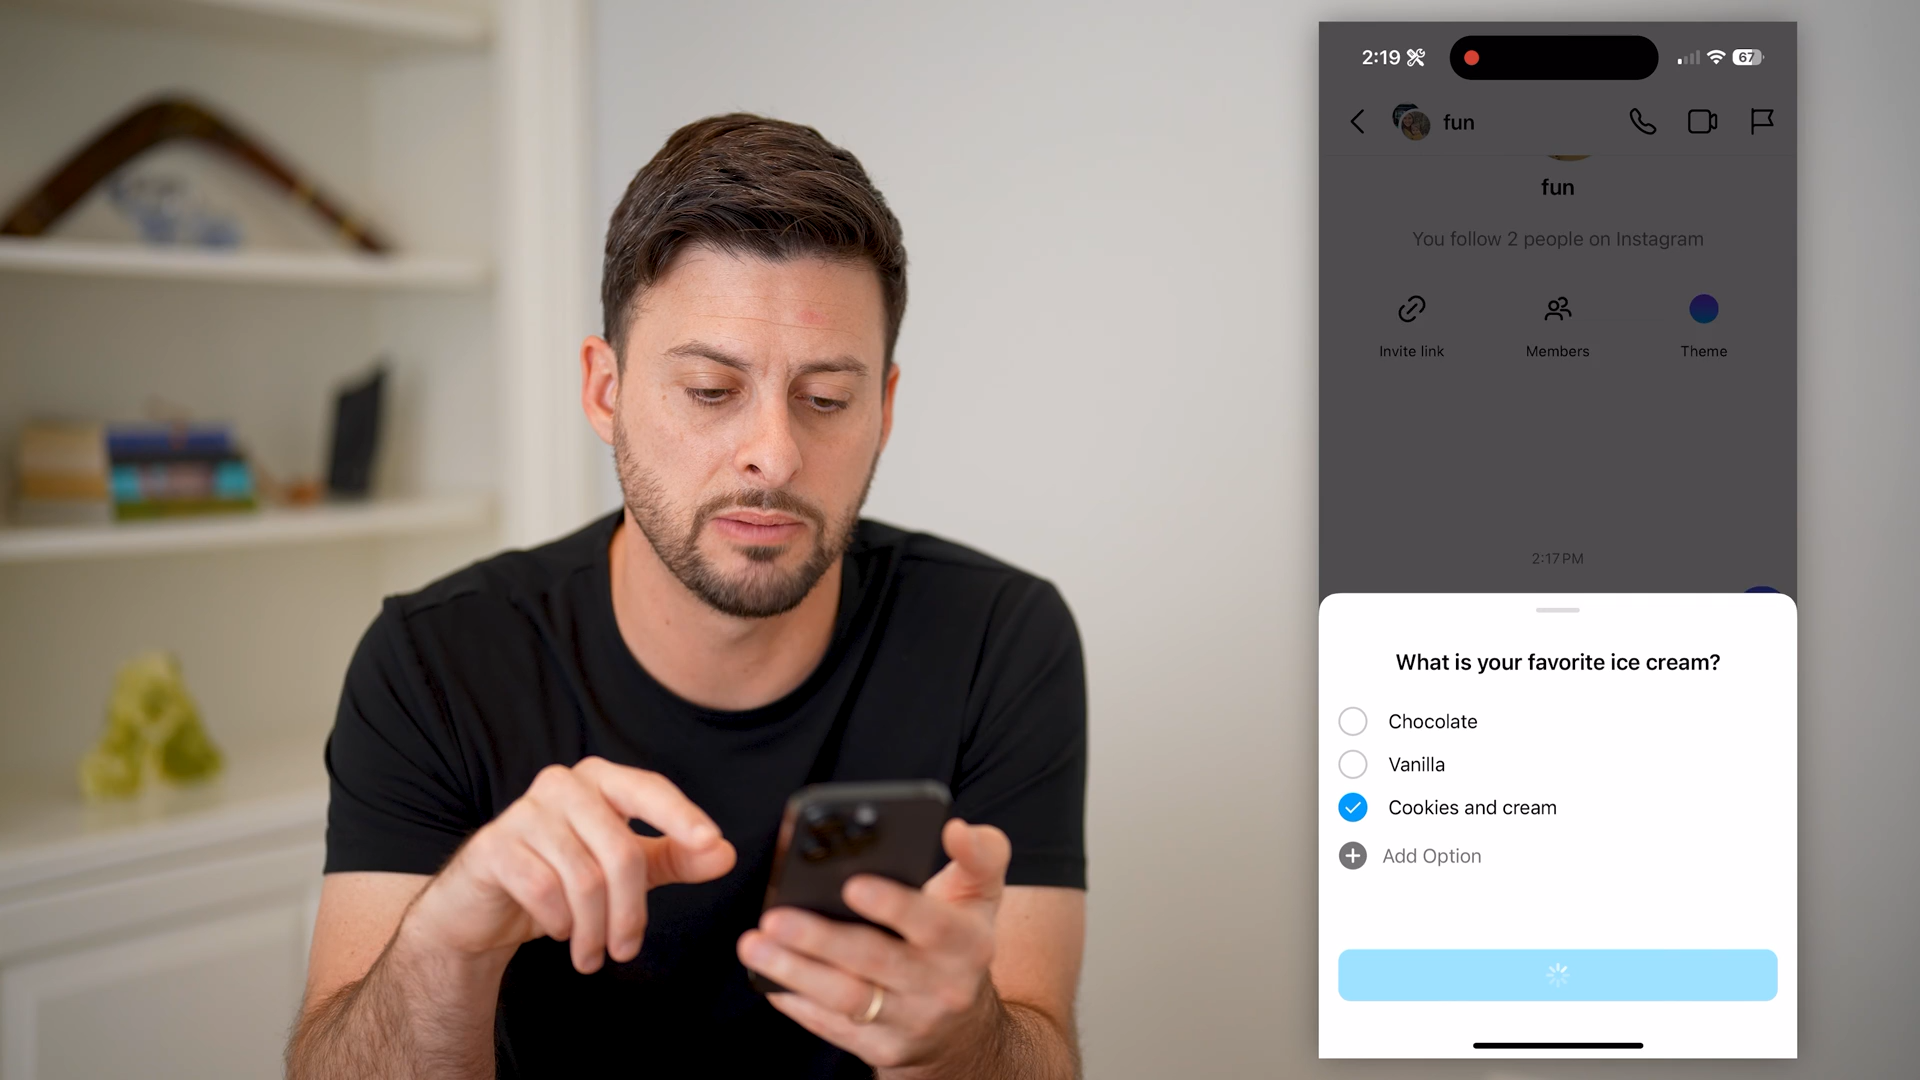 2:19
67
fun
fun
You follow 2 people on Instagram
Invite link
Members
Theme
2:17 PM
What is your favorite ice cream?
Chocolate
Vanilla
Cookies and cream
Add Option